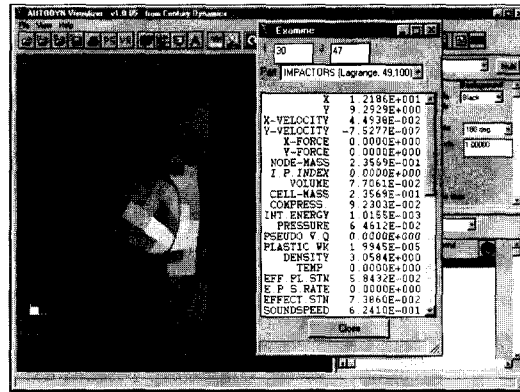 AUTODYN Visualizer v1.0.05 from Century Dynamics
File View Help
Examine
I 30 J 47
Part IMPACTORS (Lagrange, 49,100)
X 1.2186E+001
Y 9.2929E+000
X-VELOCITY 4.4938E-002
Y-VELOCITY -7.5277E-002
X-FORCE 0.0000E+000
Y-FORCE 0.0000E+000
NODE-MASS 2.3569E-001
I.P.INDEX 0.0000E+000
VOLUME 7.7061E-002
CELL-MASS 2.3569E-001
COMPRESS. 9.2303E-002
INT.ENERGY 1.0155E-003
PRESSURE 6.4612E-002
PSEUDO V.Q 0.0000E+000
PLASTIC WK 1.9945E-005
DENSITY 3.0584E+000
TEMP 0.0000E+000
EFF PL STN 5.8432E-002
E P S.RATE 0.0000E+000
EFFECT.STN 7.3860E-002
SOUNDSPEED 6.2410E-001
Close
Black
180 deg.
1.00000